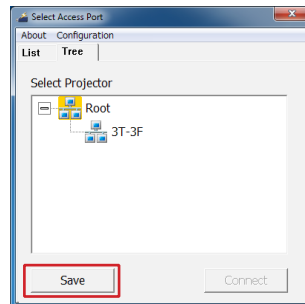 Select Access Port
About Configuration
List Tree
Select Projector
Root
3T-3F
Save Connect